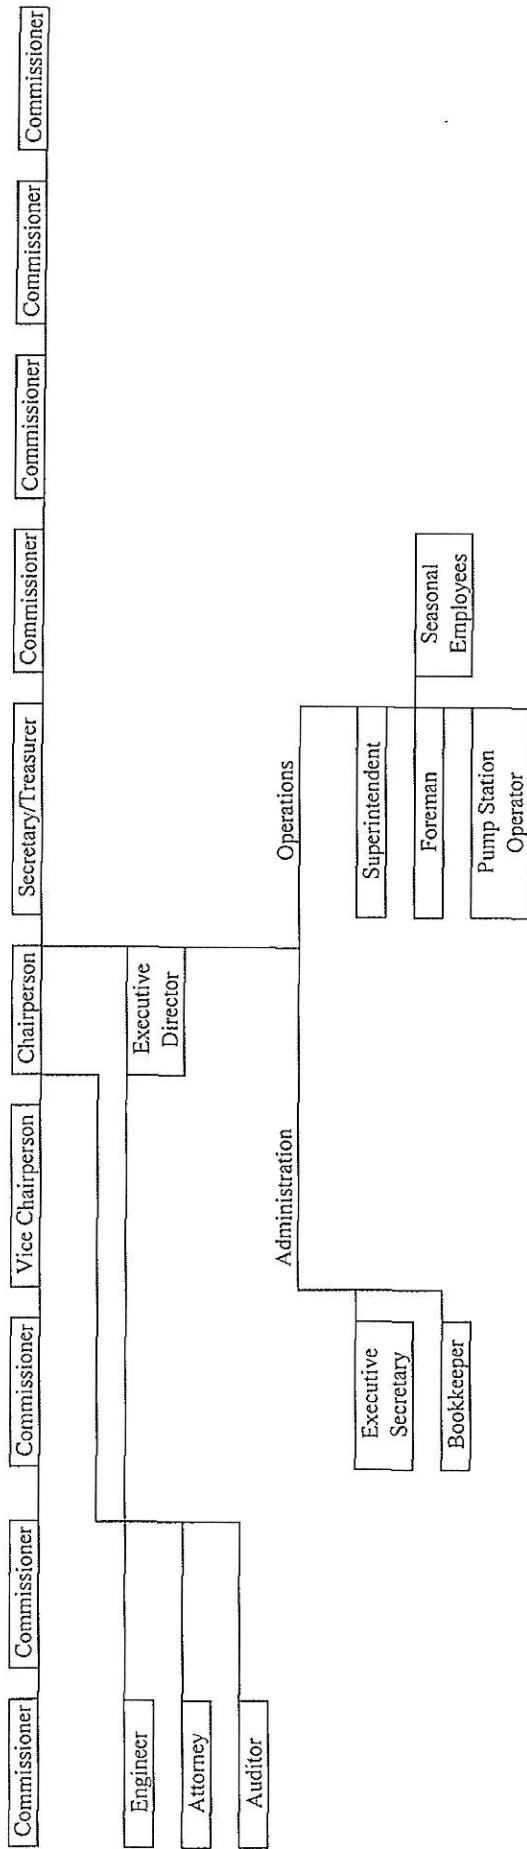 Commissioner
Commissioner
Commissioner
Vice Chairperson
Chairperson
Secretary/Treasurer
Commissioner
Commissioner
Commissioner
Commissioner
Engineer
Attorney
Auditor
Executive
Director
Administration
Operations
Executive
Secretary
Bookkeeper
Superintendent
Foreman
Seasonal
Employees
Pump Station
Operator